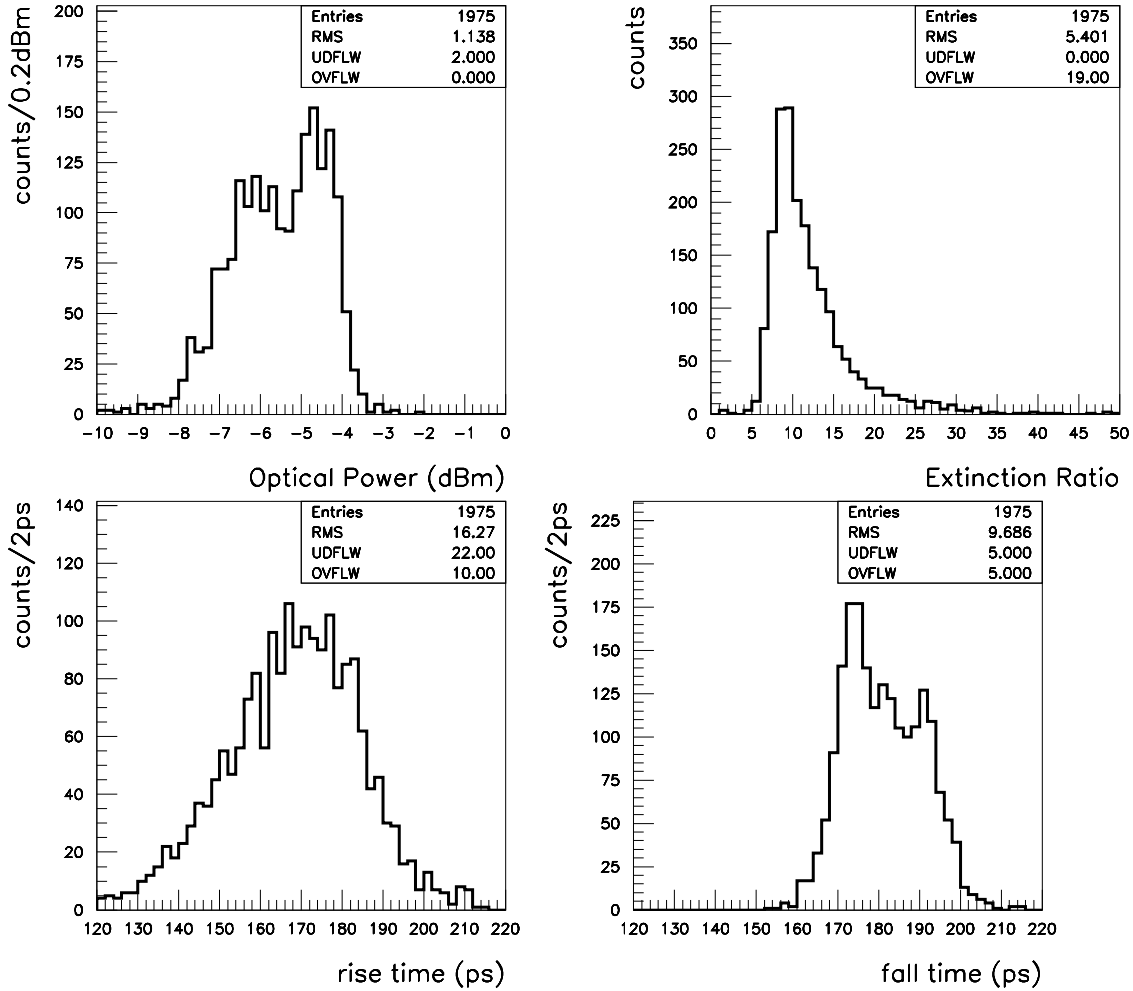 counts/0.2dBm
200
175
150
125
100
75
50
25
0
Entries 1975
RMS 1.138
UDFLW 2.000
OVFLW 0.000
−10 −9 −8 −7 −6 −5 −4 −3 −2 −1 0
Optical Power (dBm)
counts
350
300
250
200
150
100
50
0
Entries 1975
RMS 5.401
UDFLW 0.000
OVFLW 19.00
0 5 10 15 20 25 30 35 40 45 50
Extinction Ratio
counts/2ps
140
120
100
80
60
40
20
0
Entries 1975
RMS 16.27
UDFLW 22.00
OVFLW 10.00
120 130 140 150 160 170 180 190 200 210 220
rise time (ps)
counts/2ps
225
200
175
150
125
100
75
50
25
0
Entries 1975
RMS 9.686
UDFLW 5.000
OVFLW 5.000
120 130 140 150 160 170 180 190 200 210 220
fall time (ps)